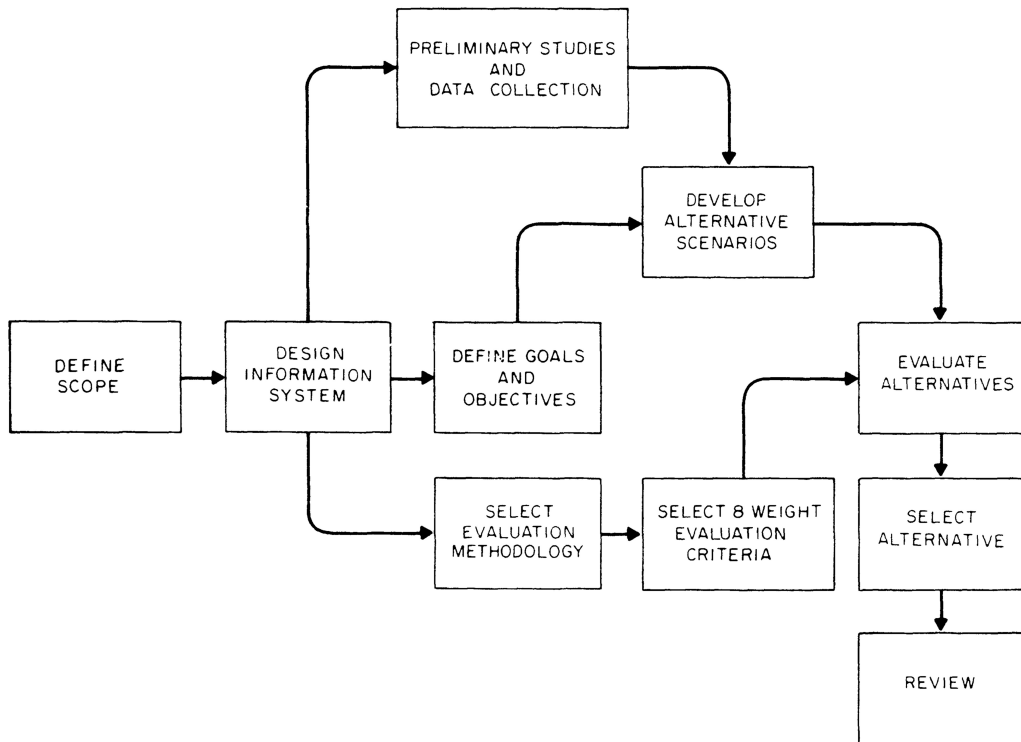 PRELIMINARY STUDIES
AND
DATA COLLECTION
DEVELOP
ALTERNATIVE
SCENARIOS
DEFINE
SCOPE
DESIGN
INFORMATION
SYSTEM
DEFINE GOALS
AND
OBJECTIVES
EVALUATE
ALTERNATIVES
SELECT
EVALUATION
METHODOLOGY
SELECT 8 WEIGHT
EVALUATION
CRITERIA
SELECT
ALTERNATIVE
REVIEW